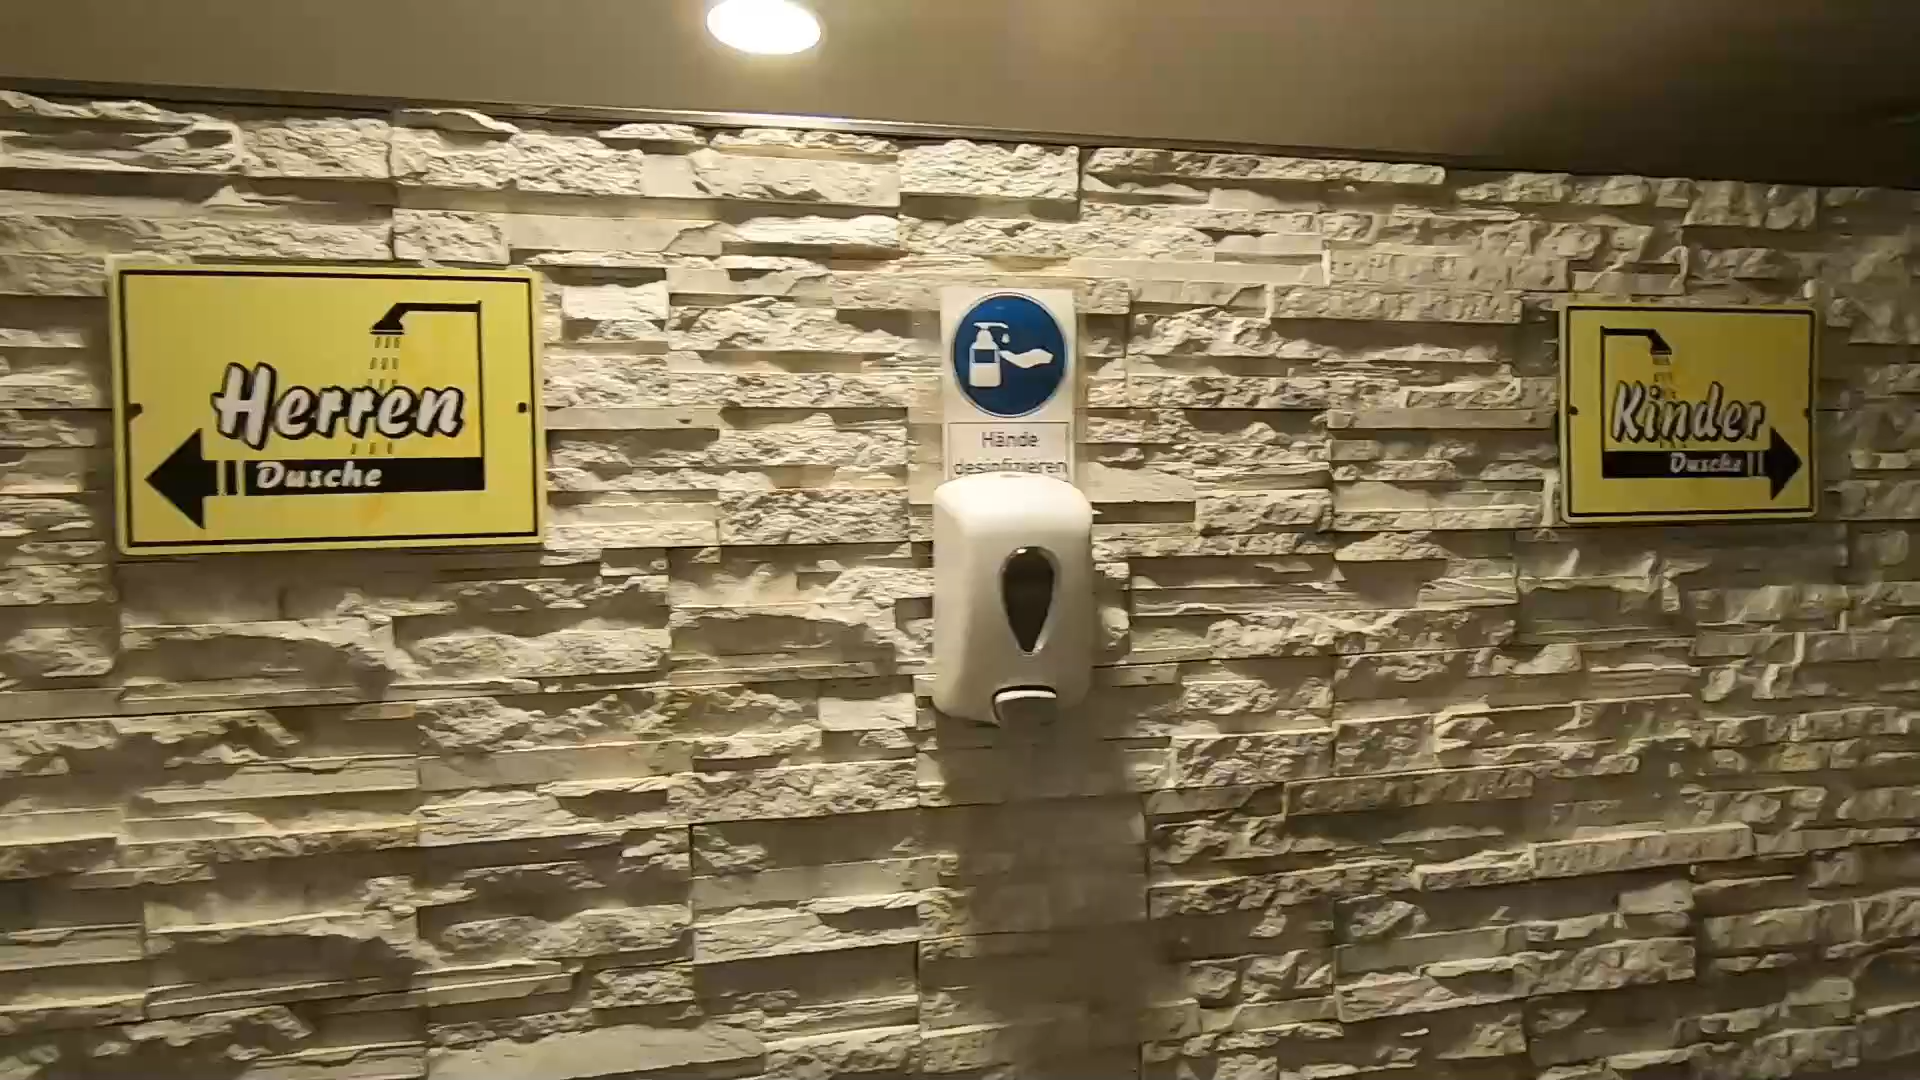 Herren
Dusche
Hände
desinfizieren
Kinder
Dusche